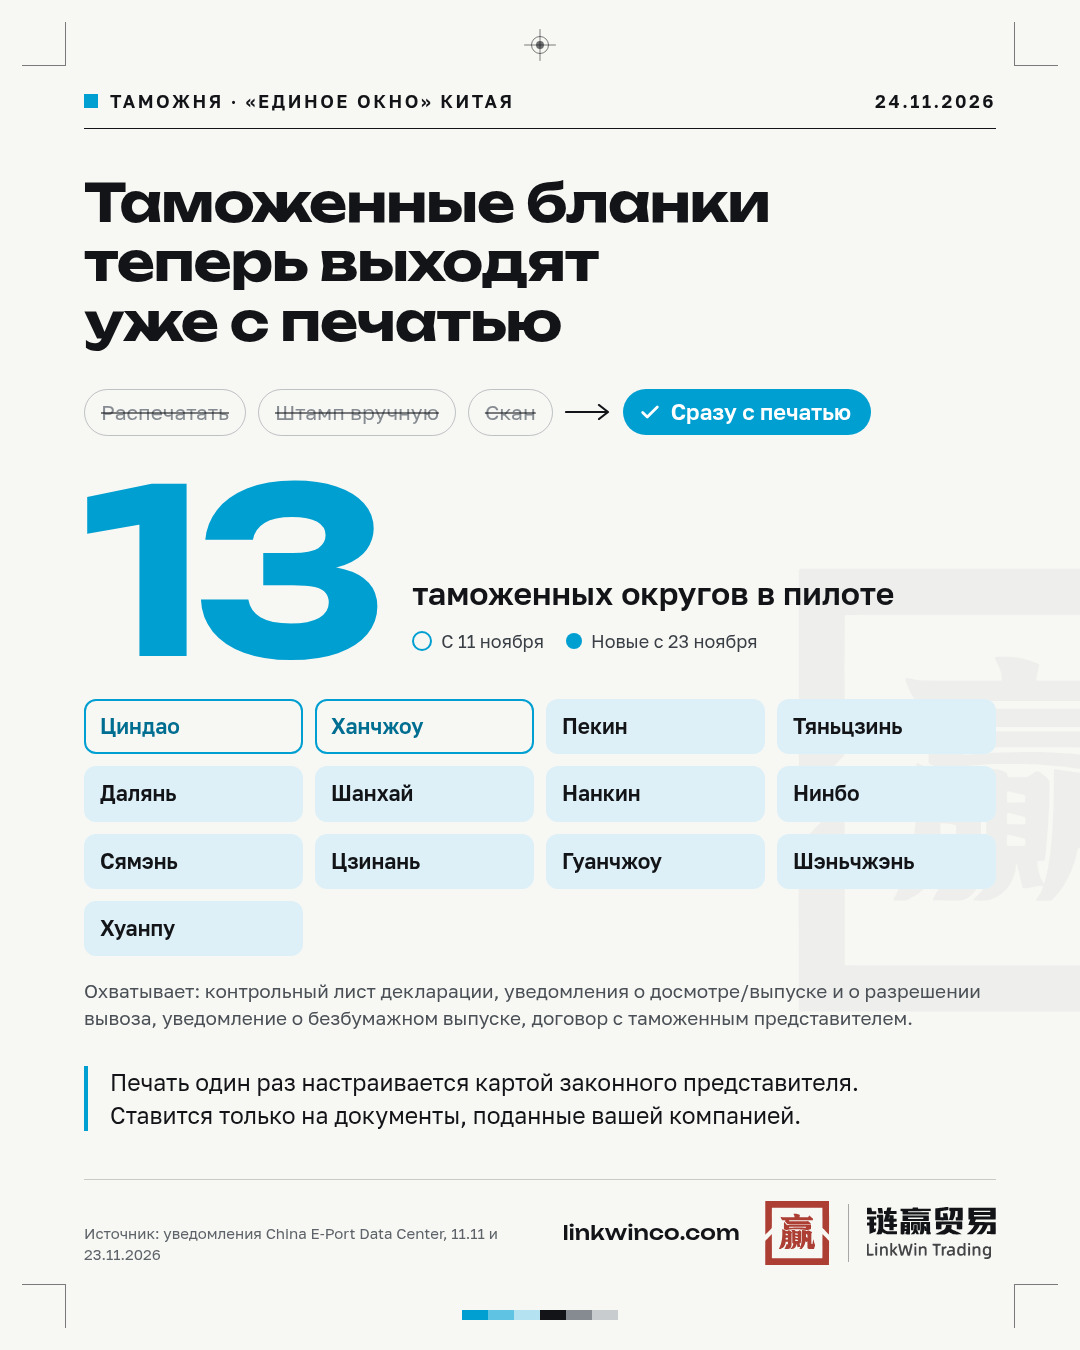 ТАМОЖНЯ · «ЕДИНОЕ ОКНО» КИТАЯ
24.11.2026
Таможенные бланки
теперь выходят
уже с печатью
Распечатать
Штамп вручную
Скан
Сразу с печатью
13
таможенных округов в пилоте
С 11 ноября
Новые с 23 ноября
Циндао
Ханчжоу
Пекин
Тяньцзинь
Далянь
Шанхай
Нанкин
Нинбо
Сямэнь
Цзинань
Гуанчжоу
Шэньчжэнь
Хуанпу
Охватывает: контрольный лист декларации, уведомления о досмотре/выпуске и о разрешении
вывоза, уведомление о безбумажном выпуске, договор с таможенным представителем.
Печать один раз настраивается картой законного представителя.
Ставится только на документы, поданные вашей компанией.
Источник: уведомления China E-Port Data Center, 11.11 и
23.11.2026
linkwinco.com
赢
链赢贸易
LinkWin Trading
赢